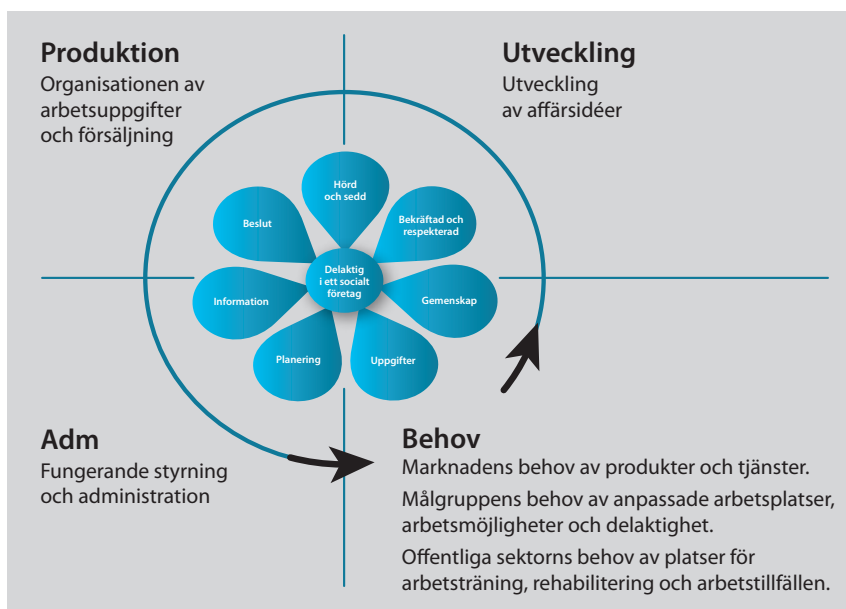 Produktion
Organisationen av
arbetsuppgifter
och försäljning
Utveckling
Utveckling
av affärsidéer
Hörd
och sedd
Bekräftad och
respekterad
Gemenskap
Uppgifter
Planering
Information
Beslut
Delaktig
i ett socialt
företag
Adm
Fungerande styrning
och administration
Behov
Marknadens behov av produkter och tjänster.
Målgruppens behov av anpassade arbetsplatser,
arbetsmöjligheter och delaktighet.
Offentliga sektorns behov av platser för
arbetsträning, rehabilitering och arbetstillfällen.